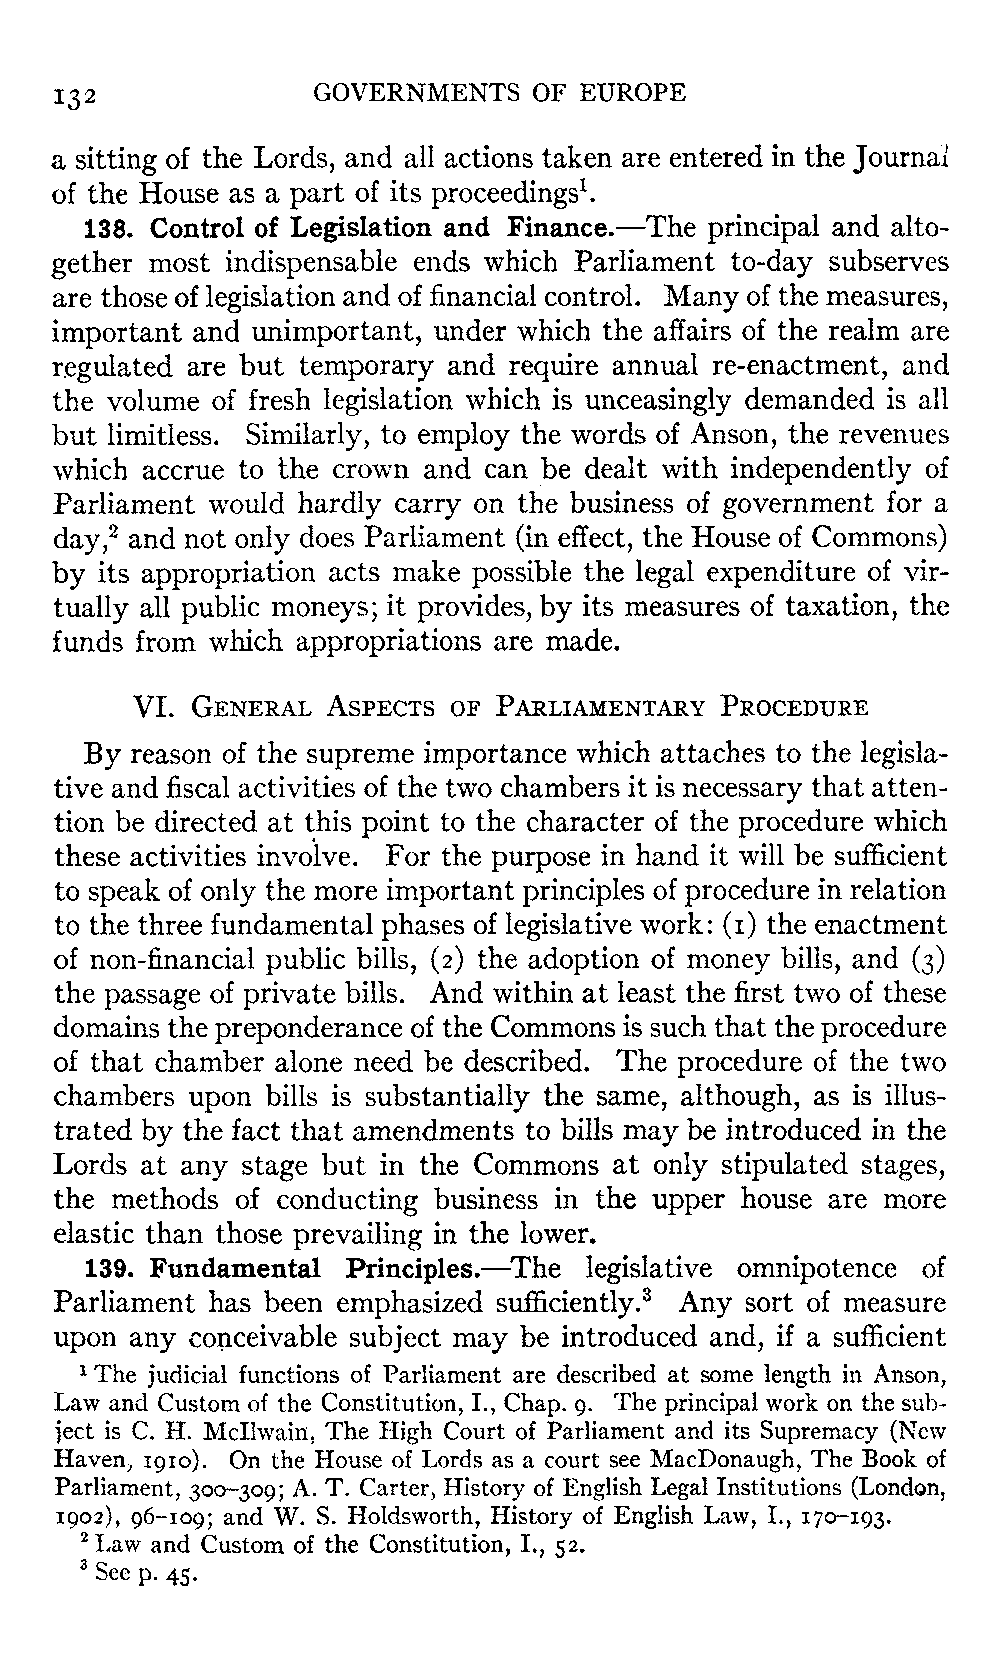 132 GOVERNMENTS OF EUROPE
a sitting of the Lords, and all actions taken are entered in the Journal
of the House as a part of its proceedings¹.
138. Control of Legislation and Finance.—The principal and alto-
gether most indispensable ends which Parliament to-day subserves
are those of legislation and of financial control. Many of the measures,
important and unimportant, under which the affairs of the realm are
regulated are but temporary and require annual re-enactment, and
the volume of fresh legislation which is unceasingly demanded is all
but limitless. Similarly, to employ the words of Anson, the revenues
which accrue to the crown and can be dealt with independently of
Parliament would hardly carry on the business of government for a
day,² and not only does Parliament (in effect, the House of Commons)
by its appropriation acts make possible the legal expenditure of vir-
tually all public moneys; it provides, by its measures of taxation, the
funds from which appropriations are made.
VI. GENERAL ASPECTS OF PARLIAMENTARY PROCEDURE
By reason of the supreme importance which attaches to the legisla-
tive and fiscal activities of the two chambers it is necessary that atten-
tion be directed at this point to the character of the procedure which
these activities involve. For the purpose in hand it will be sufficient
to speak of only the more important principles of procedure in relation
to the three fundamental phases of legislative work: (1) the enactment
of non-financial public bills, (2) the adoption of money bills, and (3)
the passage of private bills. And within at least the first two of these
domains the preponderance of the Commons is such that the procedure
of that chamber alone need be described. The procedure of the two
chambers upon bills is substantially the same, although, as is illus-
trated by the fact that amendments to bills may be introduced in the
Lords at any stage but in the Commons at only stipulated stages,
the methods of conducting business in the upper house are more
elastic than those prevailing in the lower.
139. Fundamental Principles.—The legislative omnipotence of
Parliament has been emphasized sufficiently.³ Any sort of measure
upon any conceivable subject may be introduced and, if a sufficient
¹ The judicial functions of Parliament are described at some length in Anson,
Law and Custom of the Constitution, I., Chap. 9. The principal work on the sub-
ject is C. H. McIlwain, The High Court of Parliament and its Supremacy (New
Haven, 1910). On the House of Lords as a court see MacDonaugh, The Book of
Parliament, 300–309; A. T. Carter, History of English Legal Institutions (London,
1902), 96–109; and W. S. Holdsworth, History of English Law, I., 170–193.
² Law and Custom of the Constitution, I., 52.
³ See p. 45.